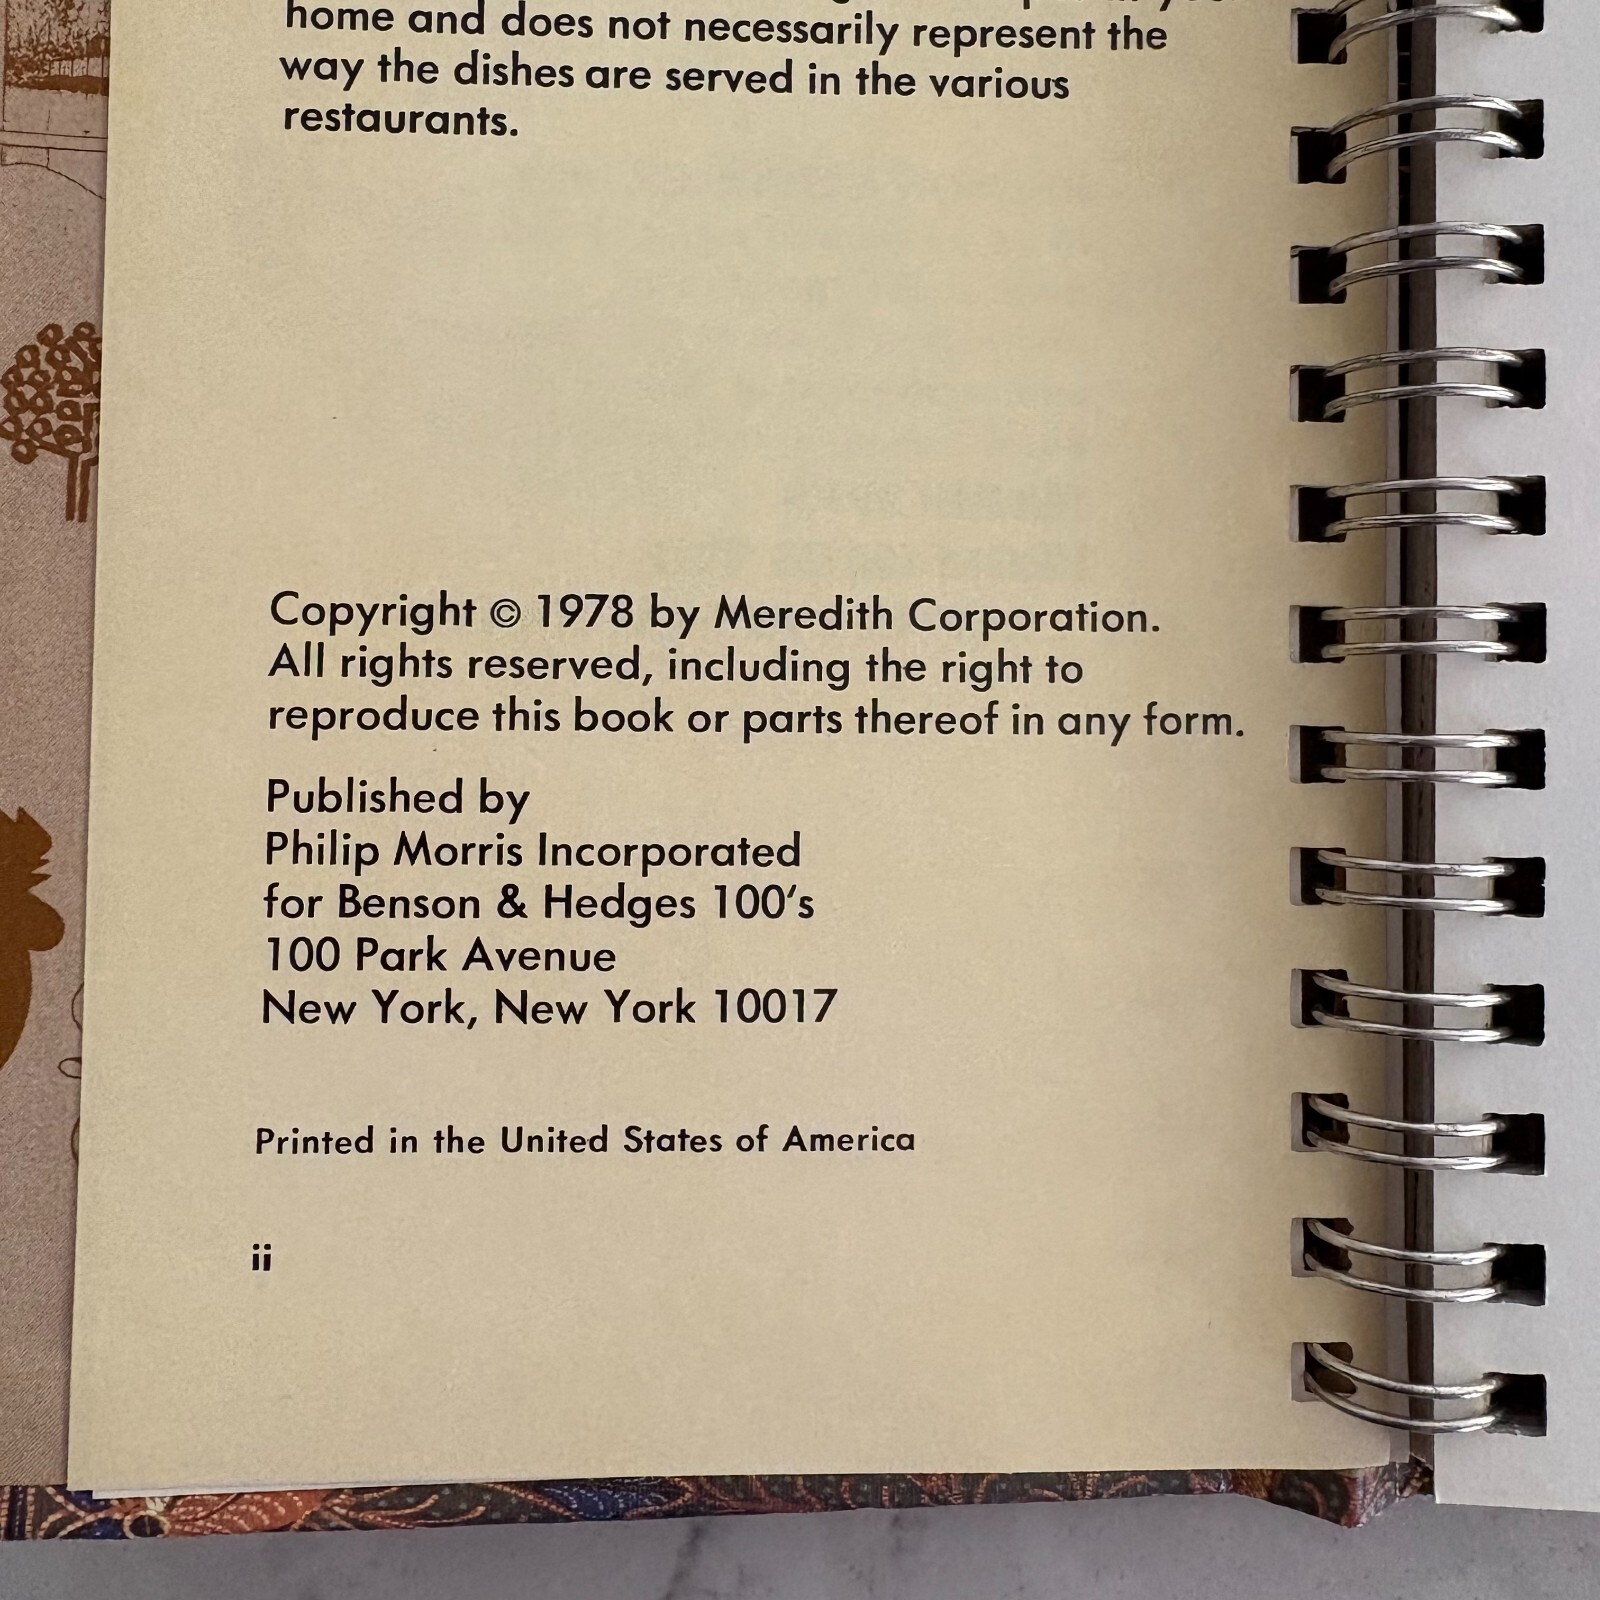 home and does not necessarily represent the
way the dishes are served in the various
restaurants.
Copyright © 1978 by Meredith Corporation.
All rights reserved, including the right to
reproduce this book or parts thereof in any form.
Published by
Philip Morris Incorporated
for Benson & Hedges 100's
100 Park Avenue
New York, New York 10017
Printed in the United States of America
ii